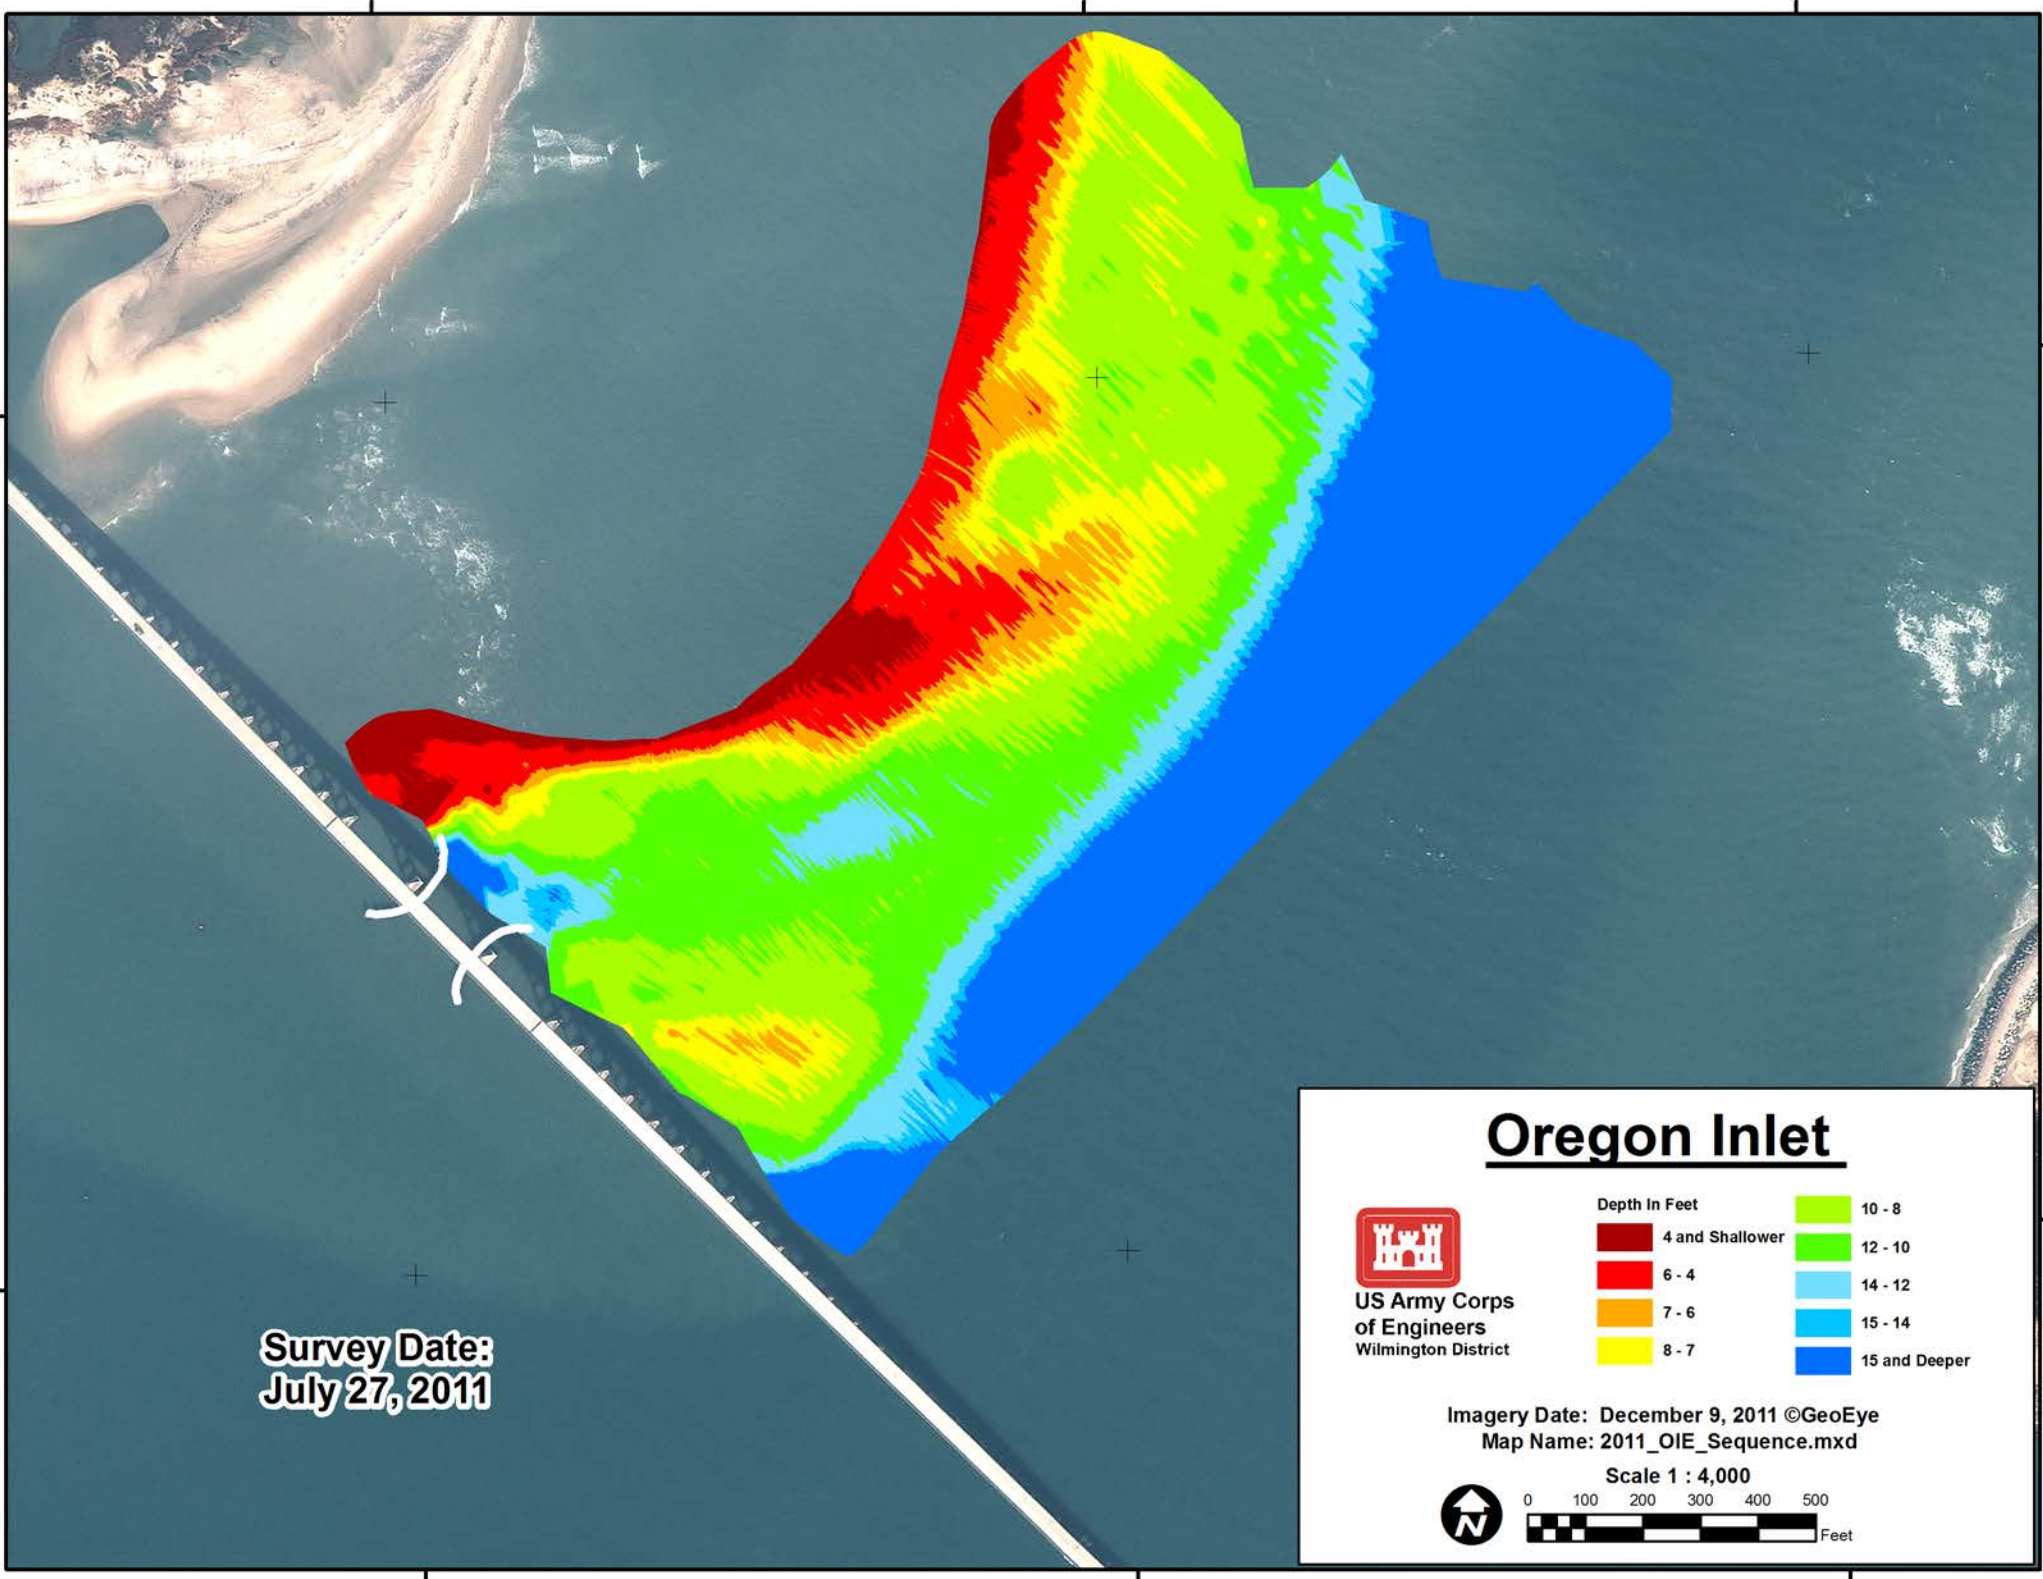 Survey Date:
July 27, 2011
Oregon Inlet
US Army Corps
of Engineers
Wilmington District
Depth In Feet
4 and Shallower
6 - 4
7 - 6
8 - 7
10 - 8
12 - 10
14 - 12
15 - 14
15 and Deeper
Imagery Date: December 9, 2011 ©GeoEye
Map Name: 2011_OIE_Sequence.mxd
Scale 1 : 4,000
N
0 100 200 300 400 500
Feet